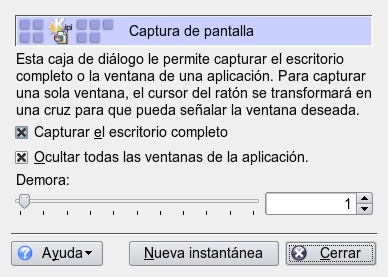 ipi
Captura de pantalla
Esta caja de diálogo le permite capturar el escritorio
completo o la ventana de una aplicación. Para capturar
una sola ventana, el cursor del ratón se transformará en
una cruz para que pueda señalar la ventana deseada.
Capturar el escritorio completo
Ocultar todas las ventanas de la aplicación.
Demora:
1
Ayuda
Nueva instantánea
Cerrar